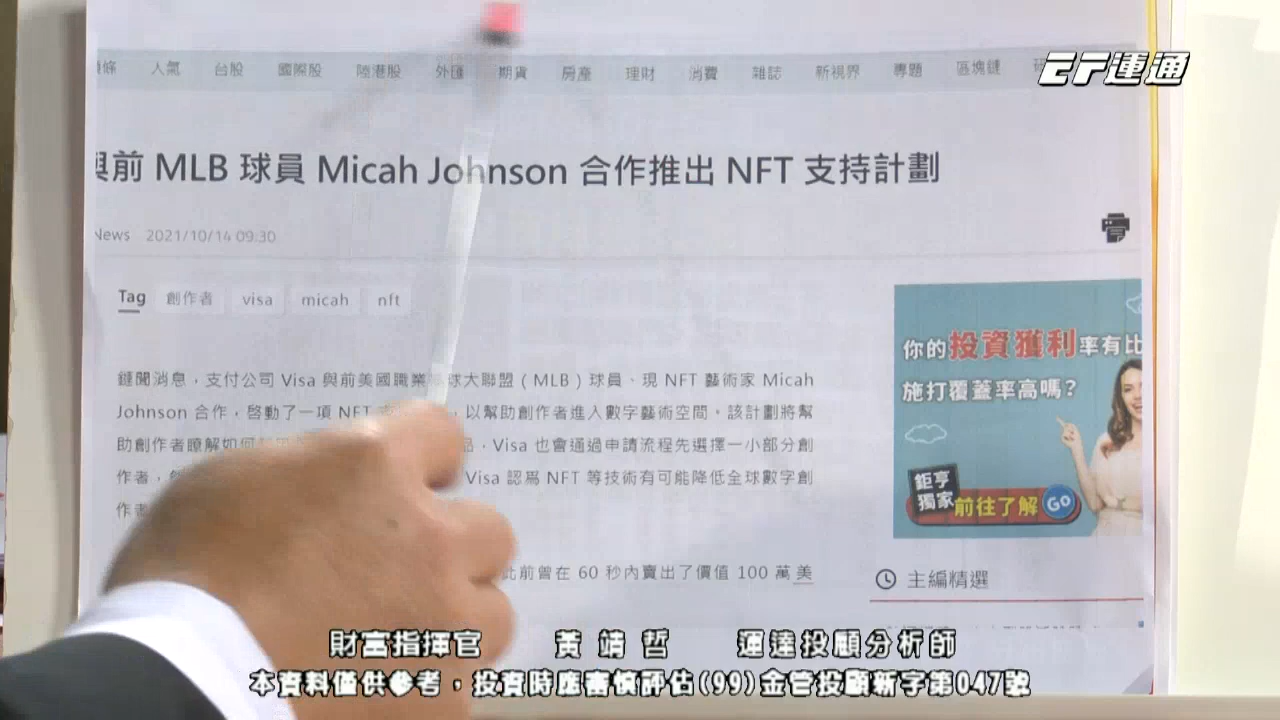 人氣 台股 國際股 陸港股 外匯 期貨 房產 理財 消費 雜誌 新視界 專題 區塊鏈
EF運通
與前 MLB 球員 Micah Johnson 合作推出 NFT 支持計劃
News 2021/10/14 09:30
Tag 創作者 visa micah nft
鏈聞消息，支付公司 Visa 與前美國職業 球大聯盟 ( MLB ) 球員、現 NFT 藝術家 Micah
Johnson 合作，啓動了一項 NFT ，以幫助創作者進入數字藝術空間。該計劃將幫
助創作者瞭解如何 品，Visa 也會通過申請流程先選擇一小部分創
作者， Visa 認爲 NFT 等技術有可能降低全球數字創
作者
此前曾在 60 秒內賣出了價值 100 萬美
你的投資獲利率有比
施打覆蓋率高嗎？
鉅亨
獨家
前往了解 GO
主編精選
財富指揮官 黃靖哲 運達投顧分析師
本資料僅供參考，投資時應審慎評估(99)金管投顧新字第047號